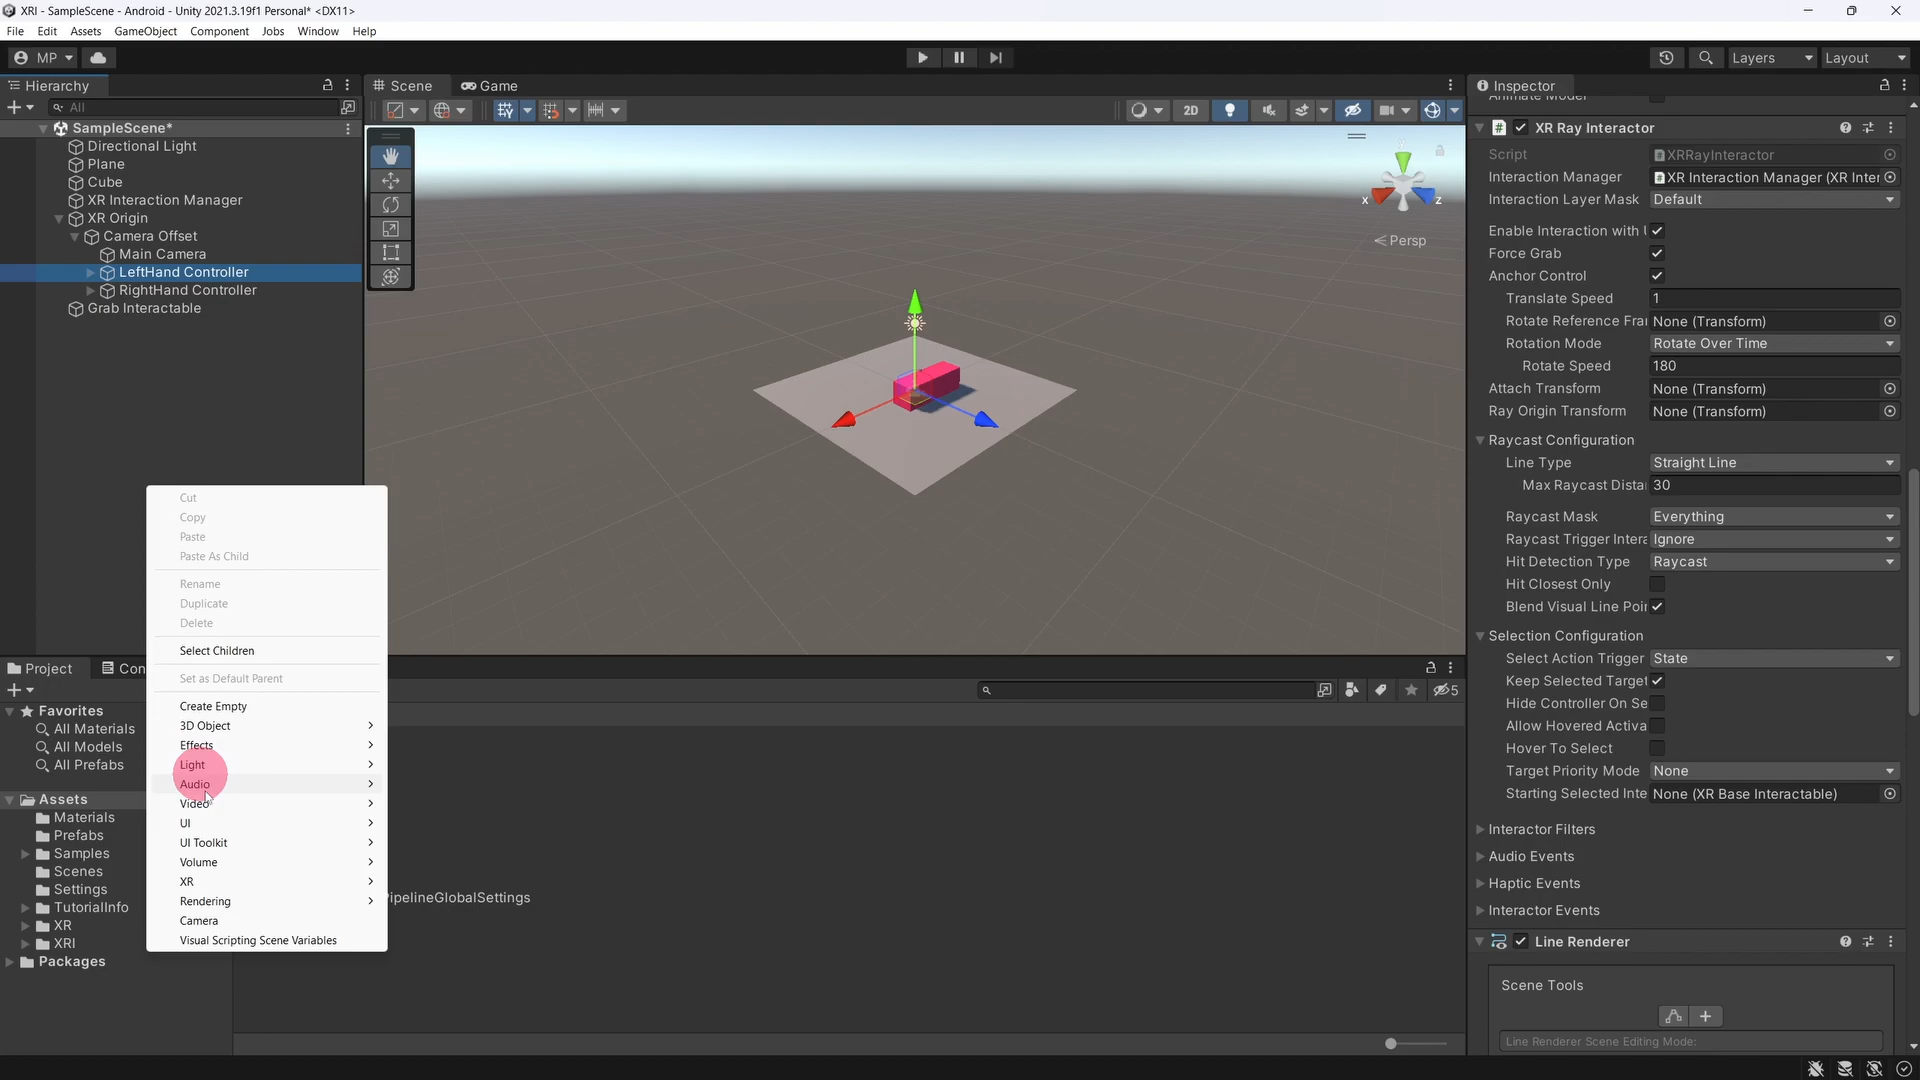 XRI - SampleScene - Android - Unity 2021.3.19f1 Personal* <DX11>
File Edit Assets GameObject Component Jobs Window Help
MP Layers Layout
Hierarchy
All
SampleScene*
Directional Light
Plane
Cube
XR Interaction Manager
XR Origin
Camera Offset
Main Camera
LeftHand Controller
RightHand Controller
Grab Interactable
Scene Game
2D
y
x z
Persp
Cut
Copy
Paste
Paste As Child
Rename
Duplicate
Delete
Select Children
Set as Default Parent
Create Empty
3D Object
Effects
Light
Audio
Video
UI
UI Toolkit
Volume
XR
Rendering
Camera
Visual Scripting Scene Variables
Project Con
5
Favorites
All Materials
All Models
All Prefabs
Assets
Materials
Prefabs
Samples
Scenes
Settings
TutorialInfo
XR
XRI
Packages
ipelineGlobalSettings
Inspector
XR Ray Interactor
Script XRRayInteractor
Interaction Manager XR Interaction Manager (XR Inter
Interaction Layer Mask Default
Enable Interaction with
Force Grab
Anchor Control
Translate Speed 1
Rotate Reference Frai None (Transform)
Rotation Mode Rotate Over Time
Rotate Speed 180
Attach Transform None (Transform)
Ray Origin Transform None (Transform)
Raycast Configuration
Line Type Straight Line
Max Raycast Dista 30
Raycast Mask Everything
Raycast Trigger Intera Ignore
Hit Detection Type Raycast
Hit Closest Only
Blend Visual Line Poi
Selection Configuration
Select Action Trigger State
Keep Selected Target
Hide Controller On Se
Allow Hovered Activa
Hover To Select
Target Priority Mode None
Starting Selected Inte None (XR Base Interactable)
Interactor Filters
Audio Events
Haptic Events
Interactor Events
Line Renderer
Scene Tools
Line Renderer Scene Editing Mode: